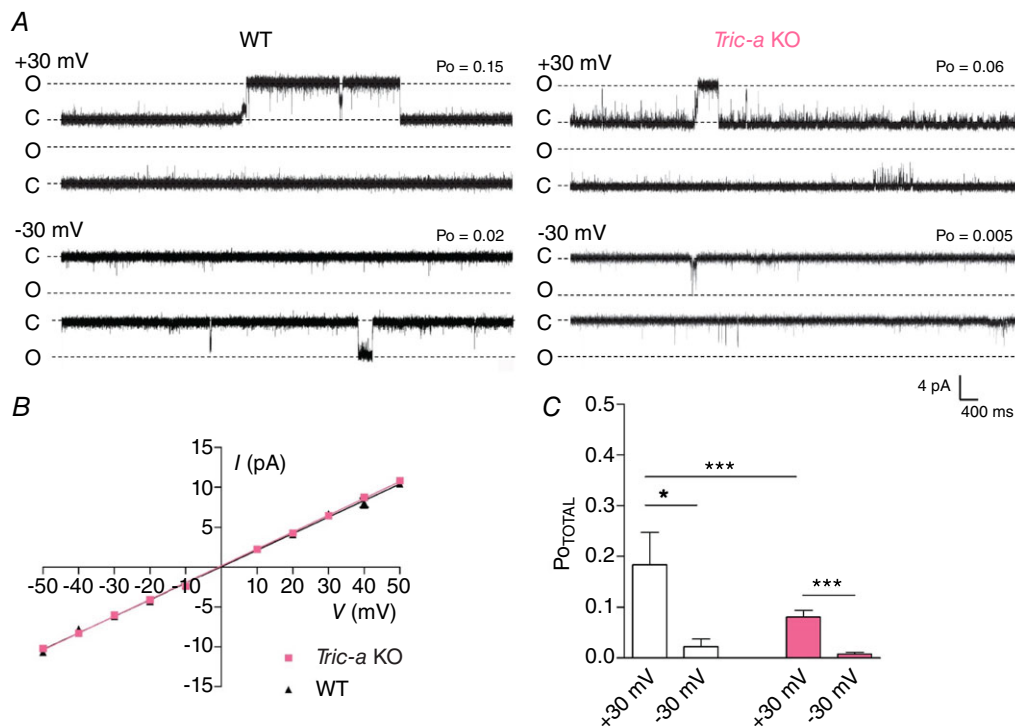 A
WT
Tric-a KO
+30 mV
Po = 0.15
O
C
O
C
-30 mV
Po = 0.02
C
O
C
O
+30 mV
Po = 0.06
O
C
O
C
-30 mV
Po = 0.005
C
O
C
O
4 pA
400 ms
B
I (pA)
15
10
5
-5
-10
-15
-50 -40 -30 -20 -10 10 20 30 40 50
V (mV)
Tric-a KO
WT
C
PoTOTAL
0.5
0.4
0.3
0.2
0.1
0.0
***
*
***
+30 mV
-30 mV
+30 mV
-30 mV